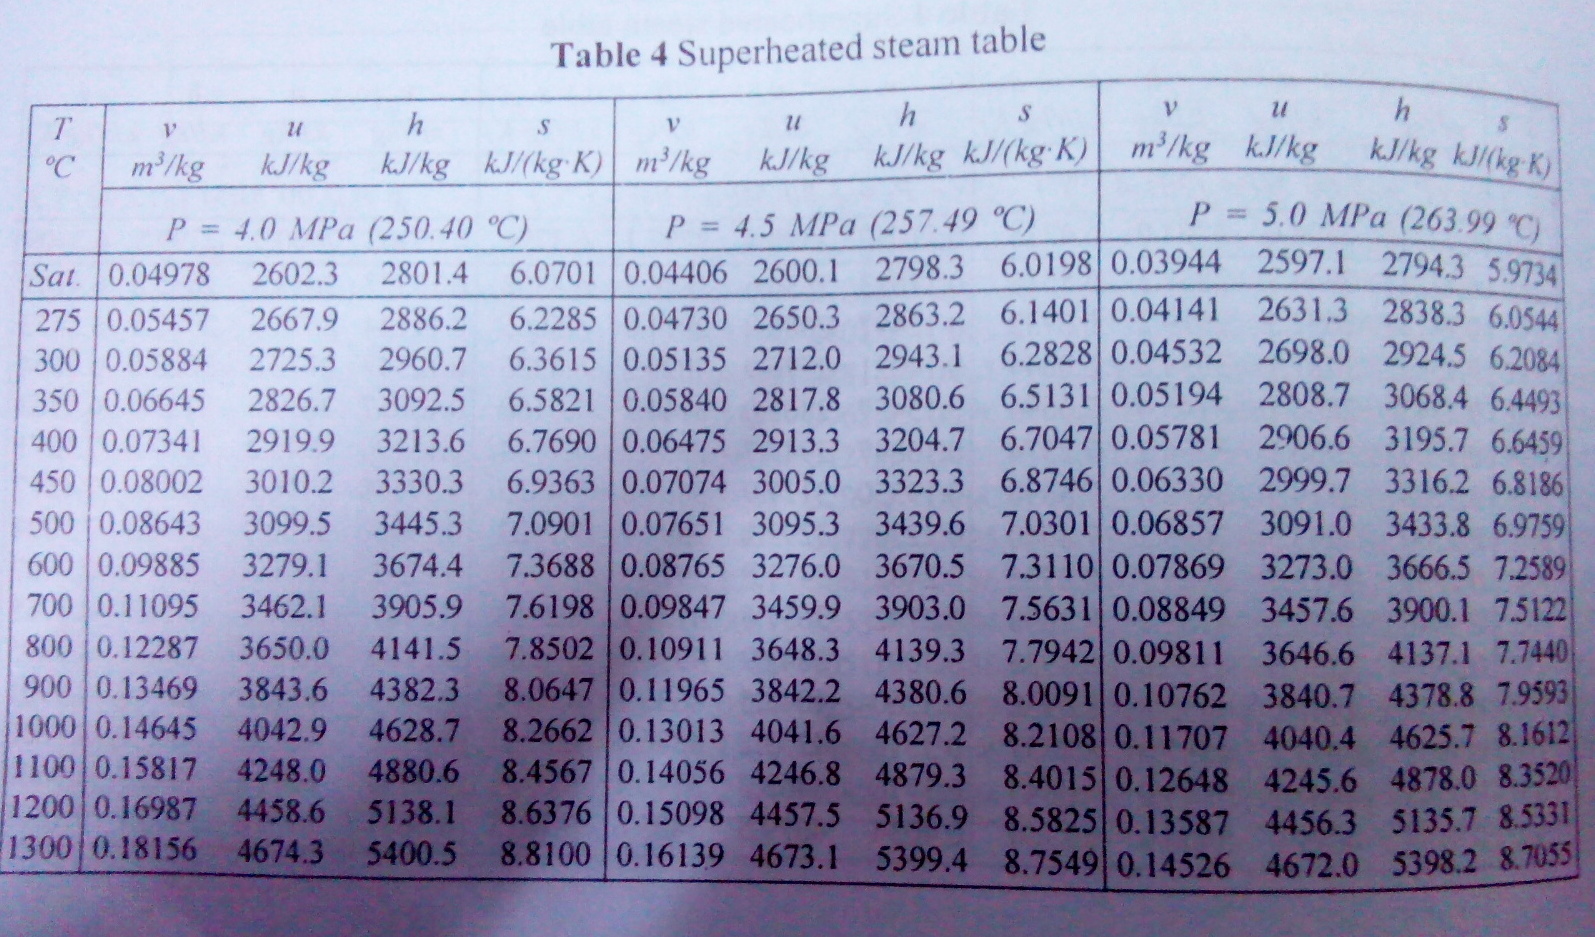 Table 4 Superheated steam table
T v u h s v u h s v u h s
°C m³/kg kJ/kg kJ/kg kJ/(kg·K) m³/kg kJ/kg kJ/kg kJ/(kg·K) m³/kg kJ/kg kJ/kg kJ/(kg·K)
P = 4.0 MPa (250.40 °C) P = 4.5 MPa (257.49 °C) P = 5.0 MPa (263.99 °C)
Sat. 0.04978 2602.3 2801.4 6.0701 0.04406 2600.1 2798.3 6.0198 0.03944 2597.1 2794.3 5.9734
275 0.05457 2667.9 2886.2 6.2285 0.04730 2650.3 2863.2 6.1401 0.04141 2631.3 2838.3 6.0544
300 0.05884 2725.3 2960.7 6.3615 0.05135 2712.0 2943.1 6.2828 0.04532 2698.0 2924.5 6.2084
350 0.06645 2826.7 3092.5 6.5821 0.05840 2817.8 3080.6 6.5131 0.05194 2808.7 3068.4 6.4493
400 0.07341 2919.9 3213.6 6.7690 0.06475 2913.3 3204.7 6.7047 0.05781 2906.6 3195.7 6.6459
450 0.08002 3010.2 3330.3 6.9363 0.07074 3005.0 3323.3 6.8746 0.06330 2999.7 3316.2 6.8186
500 0.08643 3099.5 3445.3 7.0901 0.07651 3095.3 3439.6 7.0301 0.06857 3091.0 3433.8 6.9759
600 0.09885 3279.1 3674.4 7.3688 0.08765 3276.0 3670.5 7.3110 0.07869 3273.0 3666.5 7.2589
700 0.11095 3462.1 3905.9 7.6198 0.09847 3459.9 3903.0 7.5631 0.08849 3457.6 3900.1 7.5122
800 0.12287 3650.0 4141.5 7.8502 0.10911 3648.3 4139.3 7.7942 0.09811 3646.6 4137.1 7.7440
900 0.13469 3843.6 4382.3 8.0647 0.11965 3842.2 4380.6 8.0091 0.10762 3840.7 4378.8 7.9593
1000 0.14645 4042.9 4628.7 8.2662 0.13013 4041.6 4627.2 8.2108 0.11707 4040.4 4625.7 8.1612
1100 0.15817 4248.0 4880.6 8.4567 0.14056 4246.8 4879.3 8.4015 0.12648 4245.6 4878.0 8.3520
1200 0.16987 4458.6 5138.1 8.6376 0.15098 4457.5 5136.9 8.5825 0.13587 4456.3 5135.7 8.5331
1300 0.18156 4674.3 5400.5 8.8100 0.16139 4673.1 5399.4 8.7549 0.14526 4672.0 5398.2 8.7055